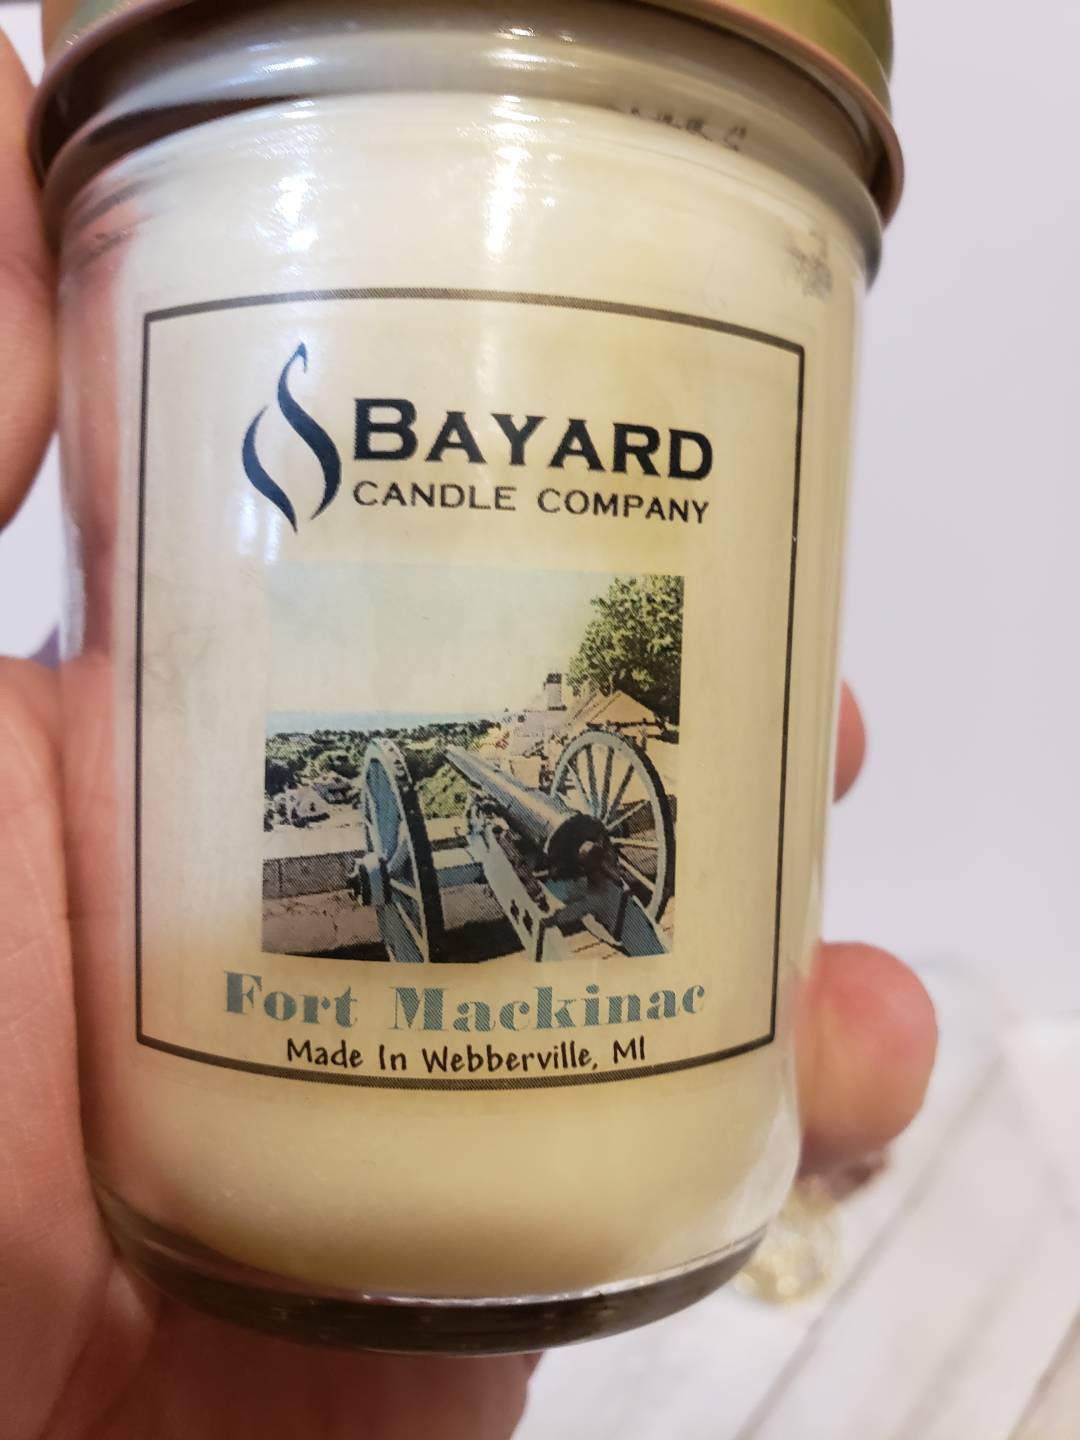 BAYARD
CANDLE COMPANY
Fort Mackinac
Made In Webberville, MI